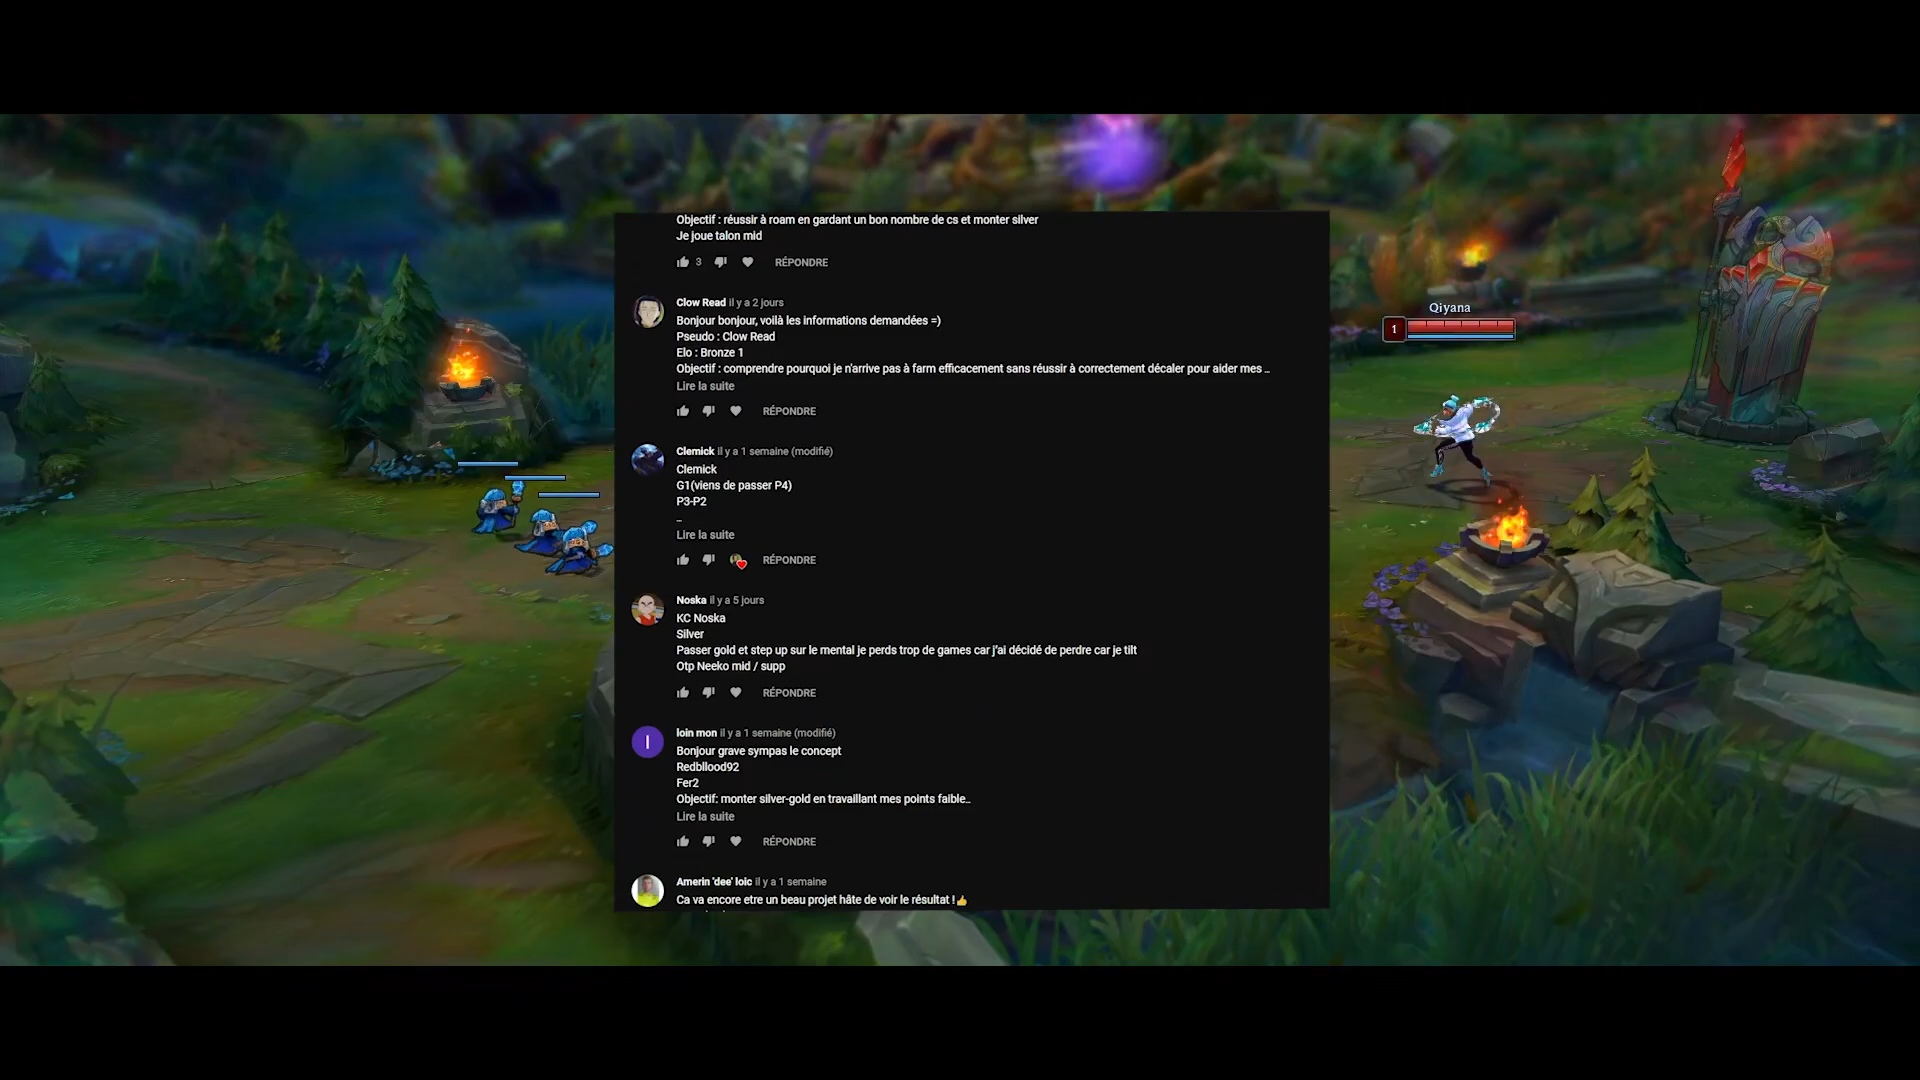 Objectif : réussir à roam en gardant un bon nombre de cs et monter silver
Je joue talon mid
3
RÉPONDRE
Clow Read il y a 2 jours
Bonjour bonjour, voilà les informations demandées =)
Pseudo : Clow Read
Elo : Bronze 1
Objectif : comprendre pourquoi je n'arrive pas à farm efficacement sans réussir à correctement décaler pour aider mes ...
Lire la suite
RÉPONDRE
Clemick il y a 1 semaine (modifié)
Clemick
G1(viens de passer P4)
P3-P2
...
Lire la suite
RÉPONDRE
Noska il y a 5 jours
KC Noska
Silver
Passer gold et step up sur le mental je perds trop de games car j'ai décidé de perdre car je tilt
Otp Neeko mid / supp
RÉPONDRE
I
loin mon il y a 1 semaine (modifié)
Bonjour grave sympas le concept
Redbllood92
Fer2
Objectif: monter silver-gold en travaillant mes points faible...
Lire la suite
RÉPONDRE
Amerin 'dee' loic il y a 1 semaine
Ca va encore etre un beau projet hâte de voir le résultat !👍
Qiyana
1